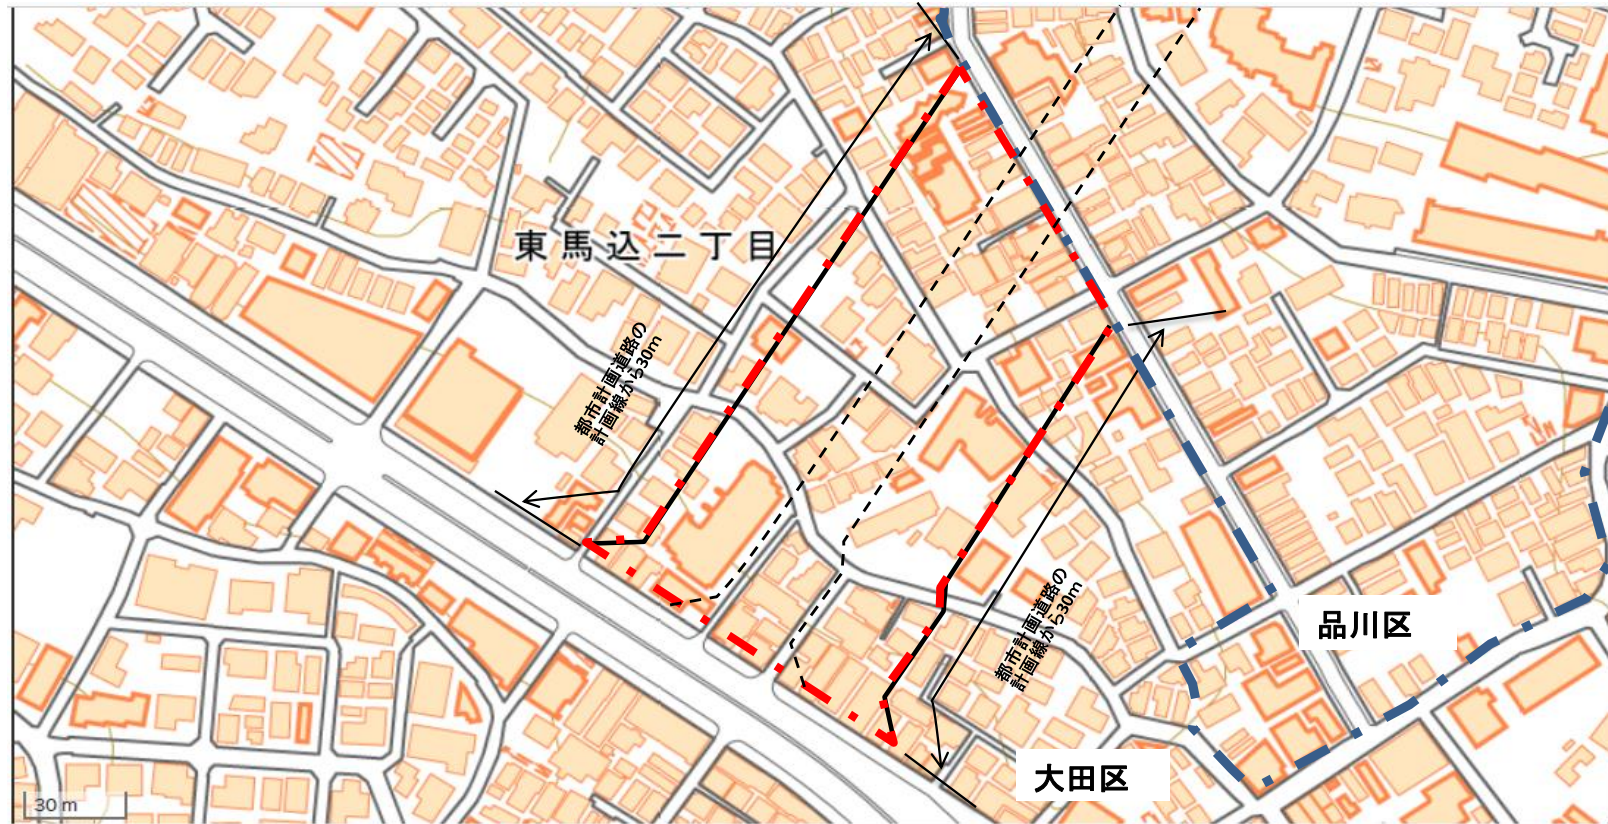 東馬込二丁目
都市計画道路の
計画線から30m
都市計画道路の
計画線から30m
品川区
大田区
30 m